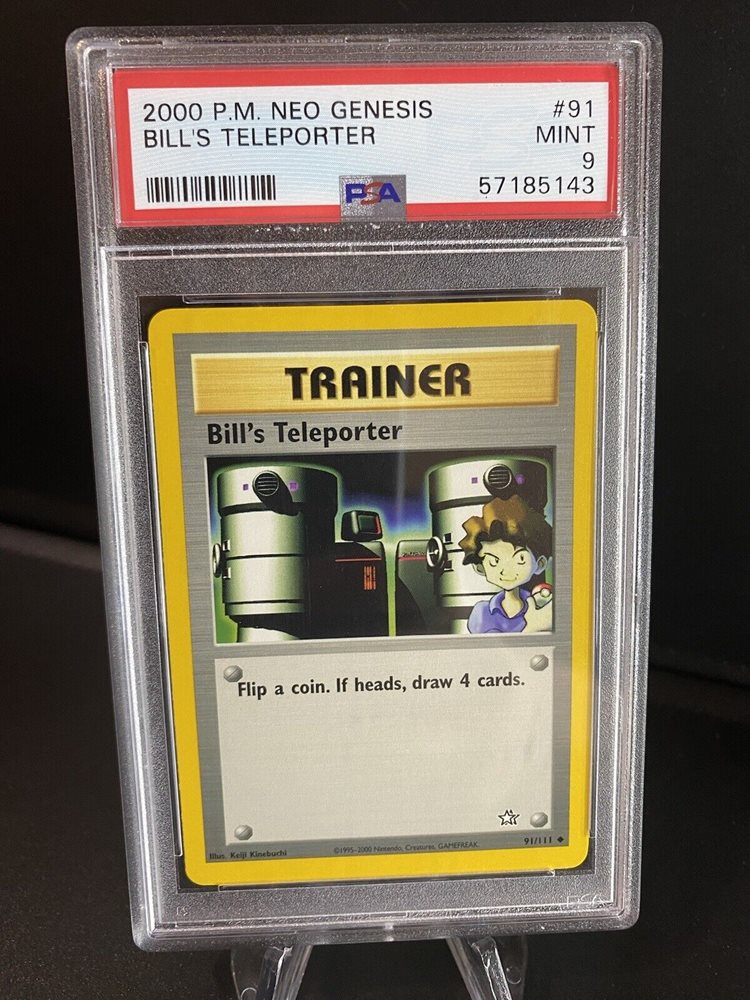 2000 P.M. NEO GENESIS #91
BILL'S TELEPORTER MINT
9
PSA 57185143
TRAINER
Bill's Teleporter
Flip a coin. If heads, draw 4 cards.
Illus. Keiji Kinebuchi ©1995-2000 Nintendo, Creatures, GAMEFREAK. 91/111 ◆